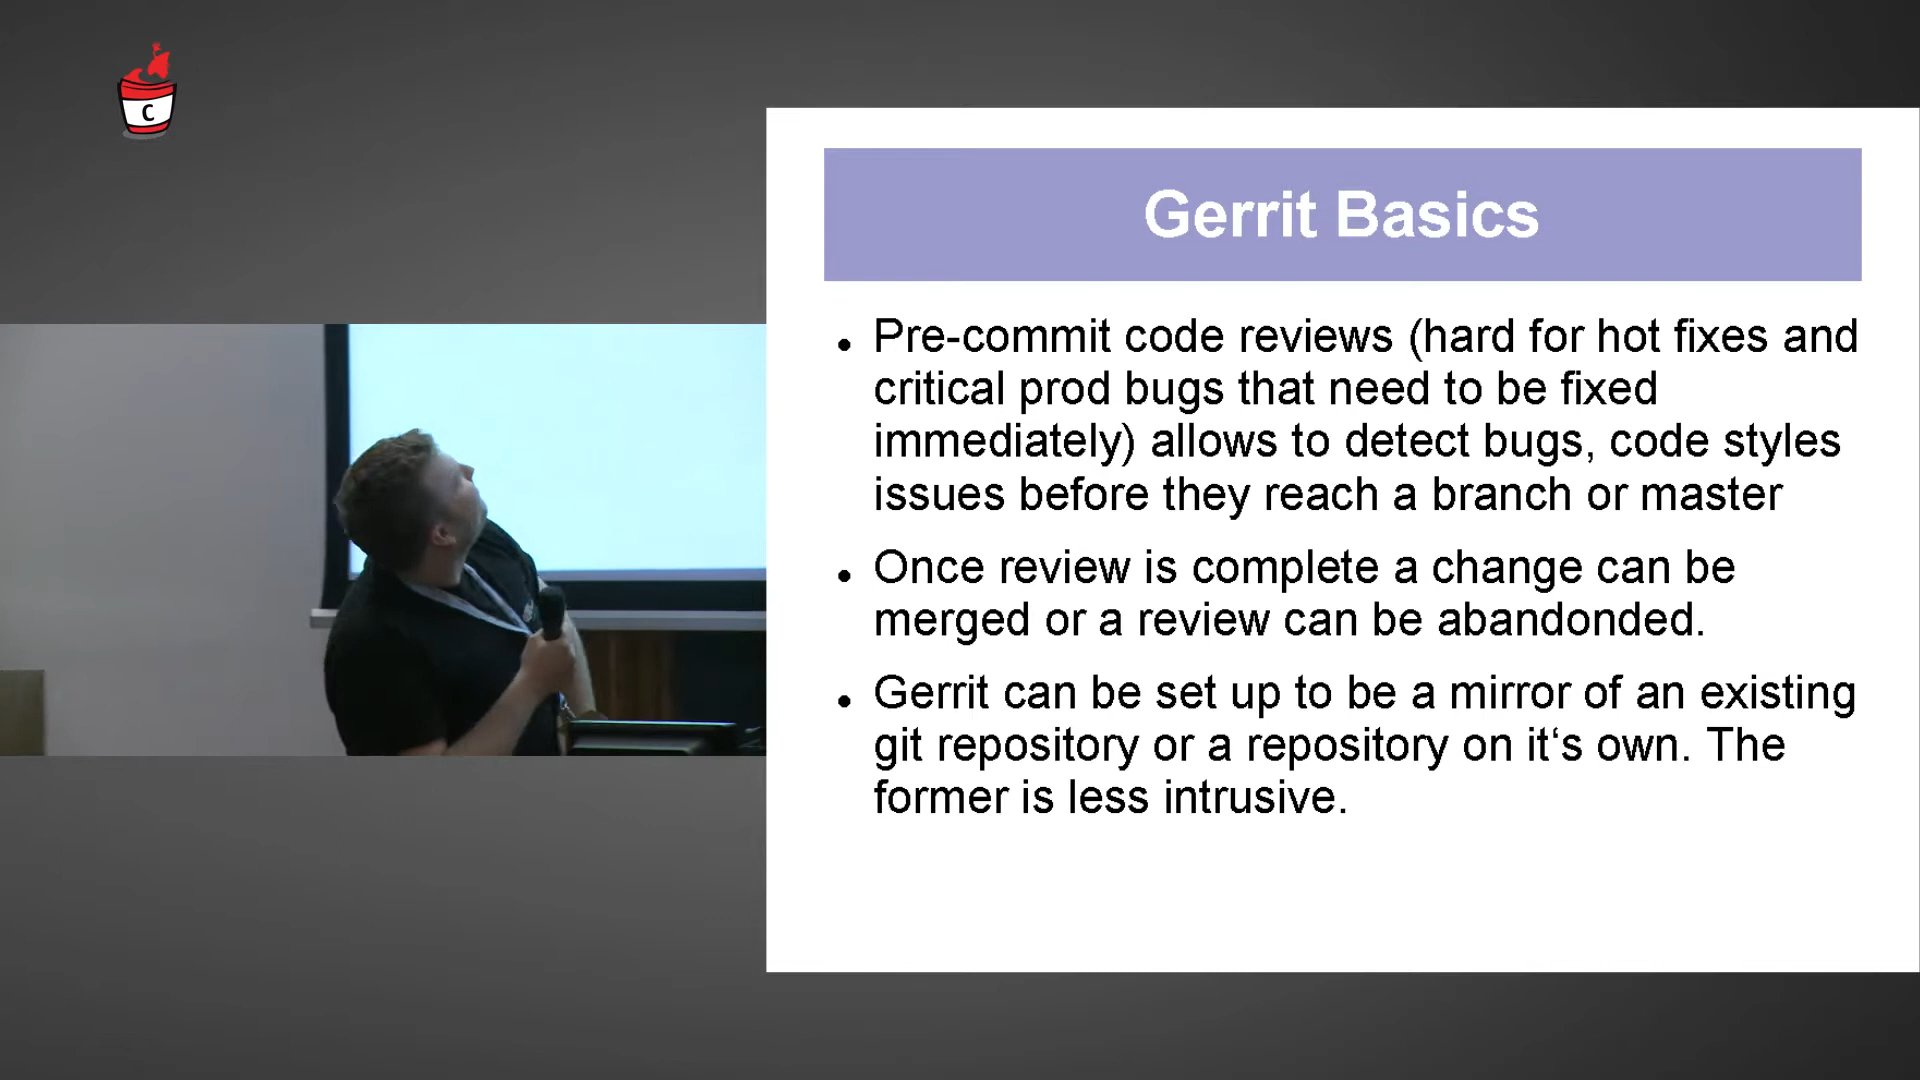 C
Gerrit Basics
Pre-commit code reviews (hard for hot fixes and
critical prod bugs that need to be fixed
immediately) allows to detect bugs, code styles
issues before they reach a branch or master
Once review is complete a change can be
merged or a review can be abandonded.
Gerrit can be set up to be a mirror of an existing
git repository or a repository on it‘s own. The
former is less intrusive.